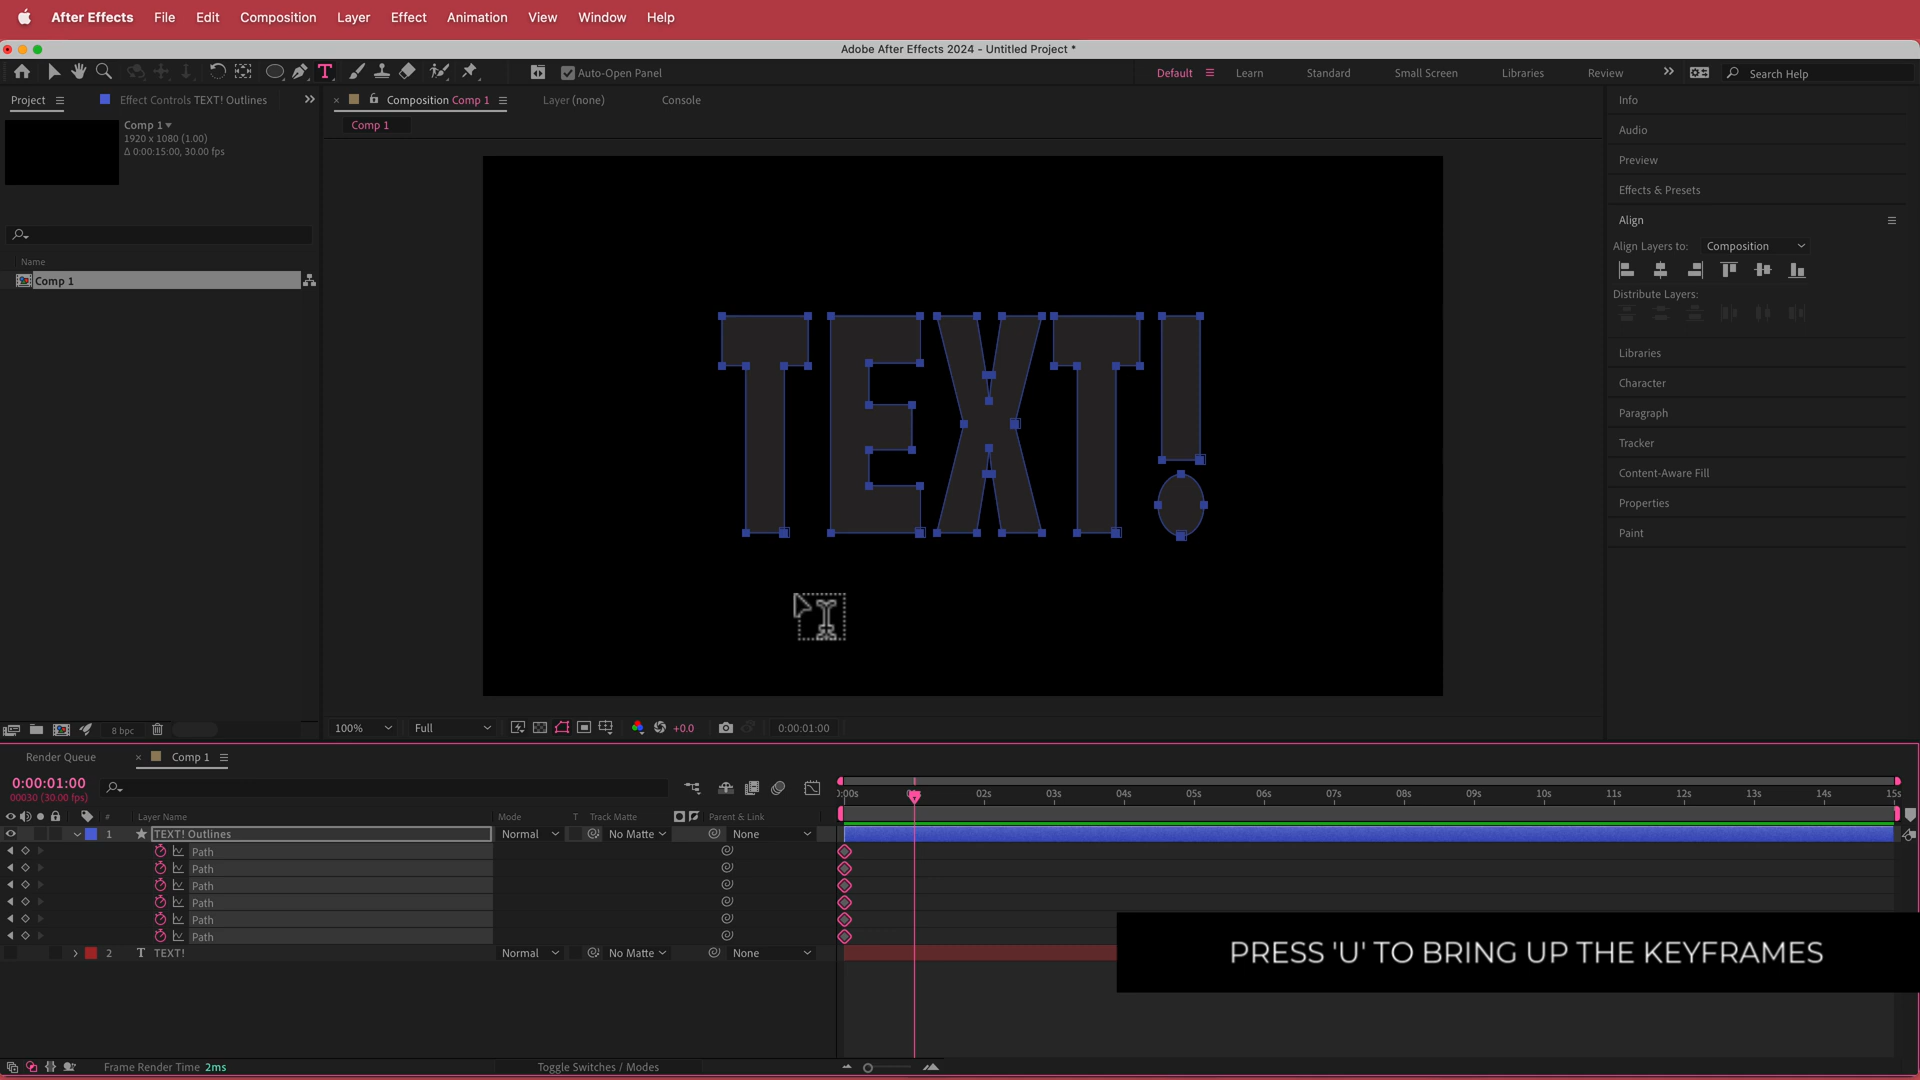 After Effects File Edit Composition Layer Effect Animation View Window Help
Adobe After Effects 2024 - Untitled Project *
Auto-Open Panel Default Learn Standard Small Screen Libraries Review Search Help
Project Effect Controls TEXT! Outlines Composition Comp 1 Layer (none) Console Info
Comp 1
1920 x 1080 (1.00)
Δ 0:00:15:00, 30.00 fps
Comp 1
Audio
Preview
Effects & Presets
Align
Align Layers to: Composition
Name
Comp 1
Distribute Layers:
TEXT!
Libraries
Character
Paragraph
Tracker
Content-Aware Fill
Properties
Paint
8 bpc 100% Full +0.0 0:00:01:00
Render Queue Comp 1
0:00:01:00
00030 (30.00 fps)
0:00s 02s 03s 04s 05s 06s 07s 08s 09s 10s 11s 12s 13s 14s 15s
# Layer Name Mode T Track Matte Parent & Link
1 TEXT! Outlines Normal No Matte None
Path
Path
Path
Path
Path
Path
2 T TEXT! Normal No Matte None
PRESS 'U' TO BRING UP THE KEYFRAMES
Frame Render Time 2ms Toggle Switches / Modes